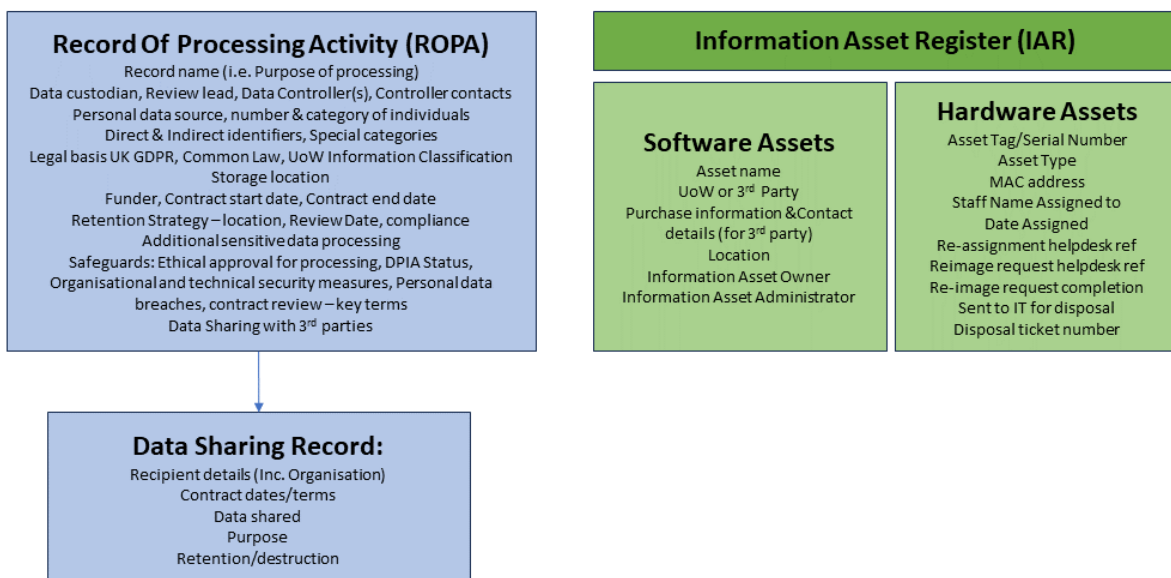 Record Of Processing Activity (ROPA)
Record name (i.e. Purpose of processing)
Data custodian, Review lead, Data Controller(s), Controller contacts
Personal data source, number & category of individuals
Direct & Indirect identifiers, Special categories
Legal basis UK GDPR, Common Law, UoW Information Classification
Storage location
Funder, Contract start date, Contract end date
Retention Strategy – location, Review Date, compliance
Additional sensitive data processing
Safeguards: Ethical approval for processing, DPIA Status,
Organisational and technical security measures, Personal data
breaches, contract review – key terms
Data Sharing with 3rd parties
Data Sharing Record:
Recipient details (Inc. Organisation)
Contract dates/terms
Data shared
Purpose
Retention/destruction
Information Asset Register (IAR)
Software Assets
Asset name
UoW or 3rd Party
Purchase information &Contact
details (for 3rd party)
Location
Information Asset Owner
Information Asset Administrator
Hardware Assets
Asset Tag/Serial Number
Asset Type
MAC address
Staff Name Assigned to
Date Assigned
Re-assignment helpdesk ref
Reimage request helpdesk ref
Re-image request completion
Sent to IT for disposal
Disposal ticket number